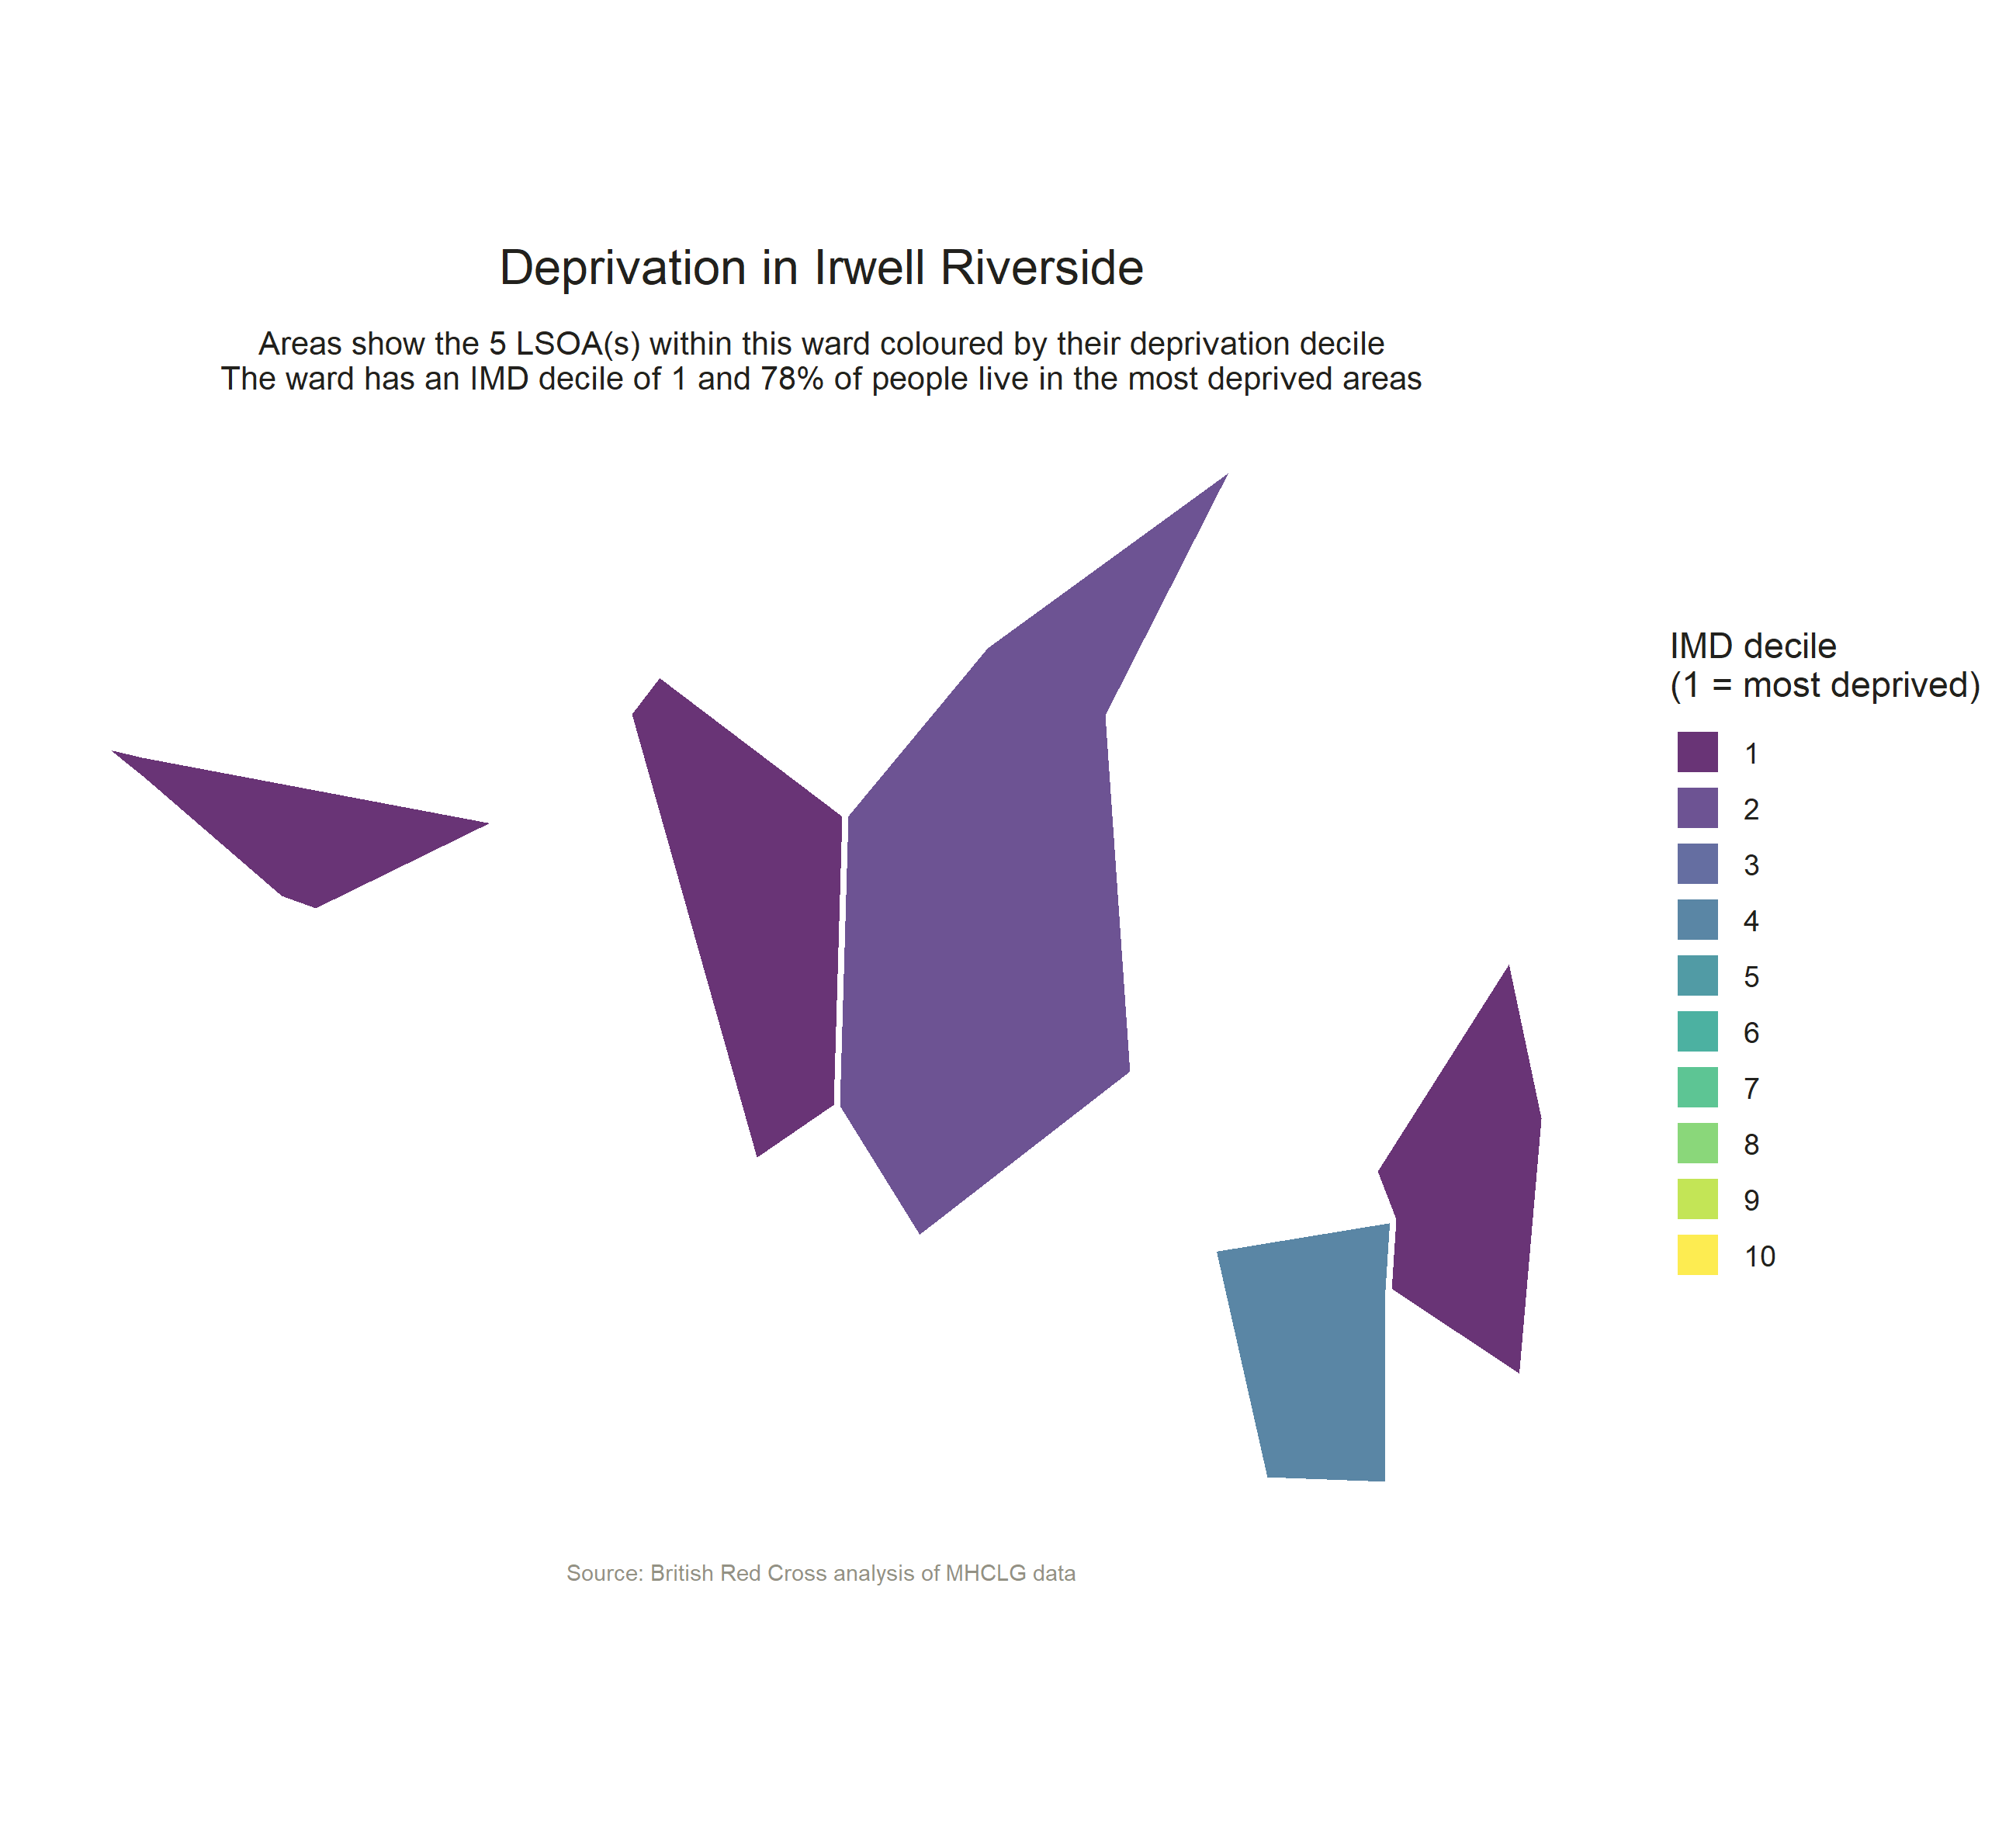 Deprivation in Irwell Riverside
Areas show the 5 LSOA(s) within this ward coloured by their deprivation decile
The ward has an IMD decile of 1 and 78% of people live in the most deprived areas
IMD decile
(1 = most deprived)
1
2
3
4
5
6
7
8
9
10
Source: British Red Cross analysis of MHCLG data